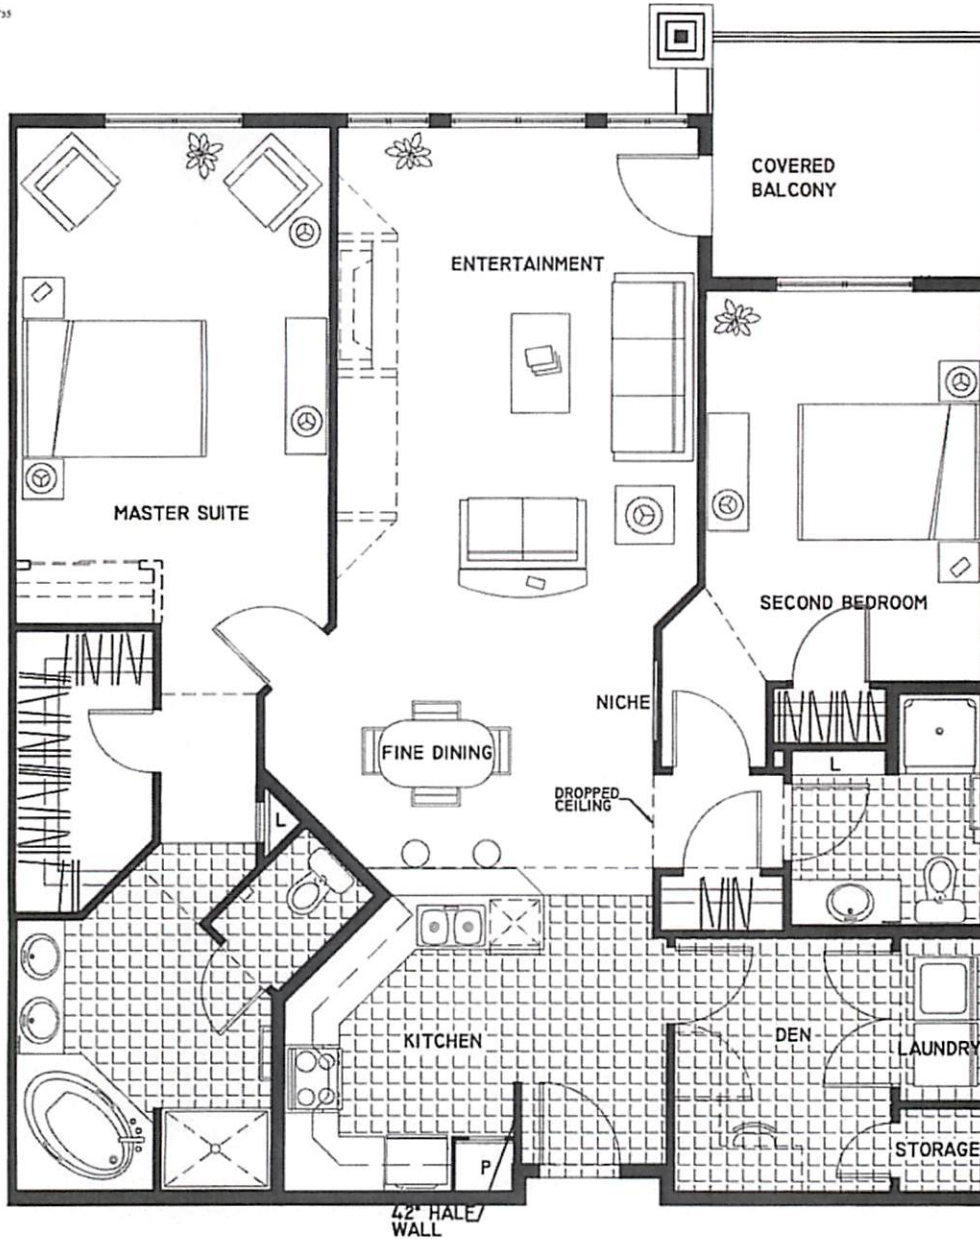 COVERED
BALCONY
ENTERTAINMENT
MASTER SUITE
SECOND BEDROOM
NICHE
FINE DINING
L
DROPPED
CEILING
L
KITCHEN
DEN
LAUNDRY
STORAGE
P
42" HALF/
WALL